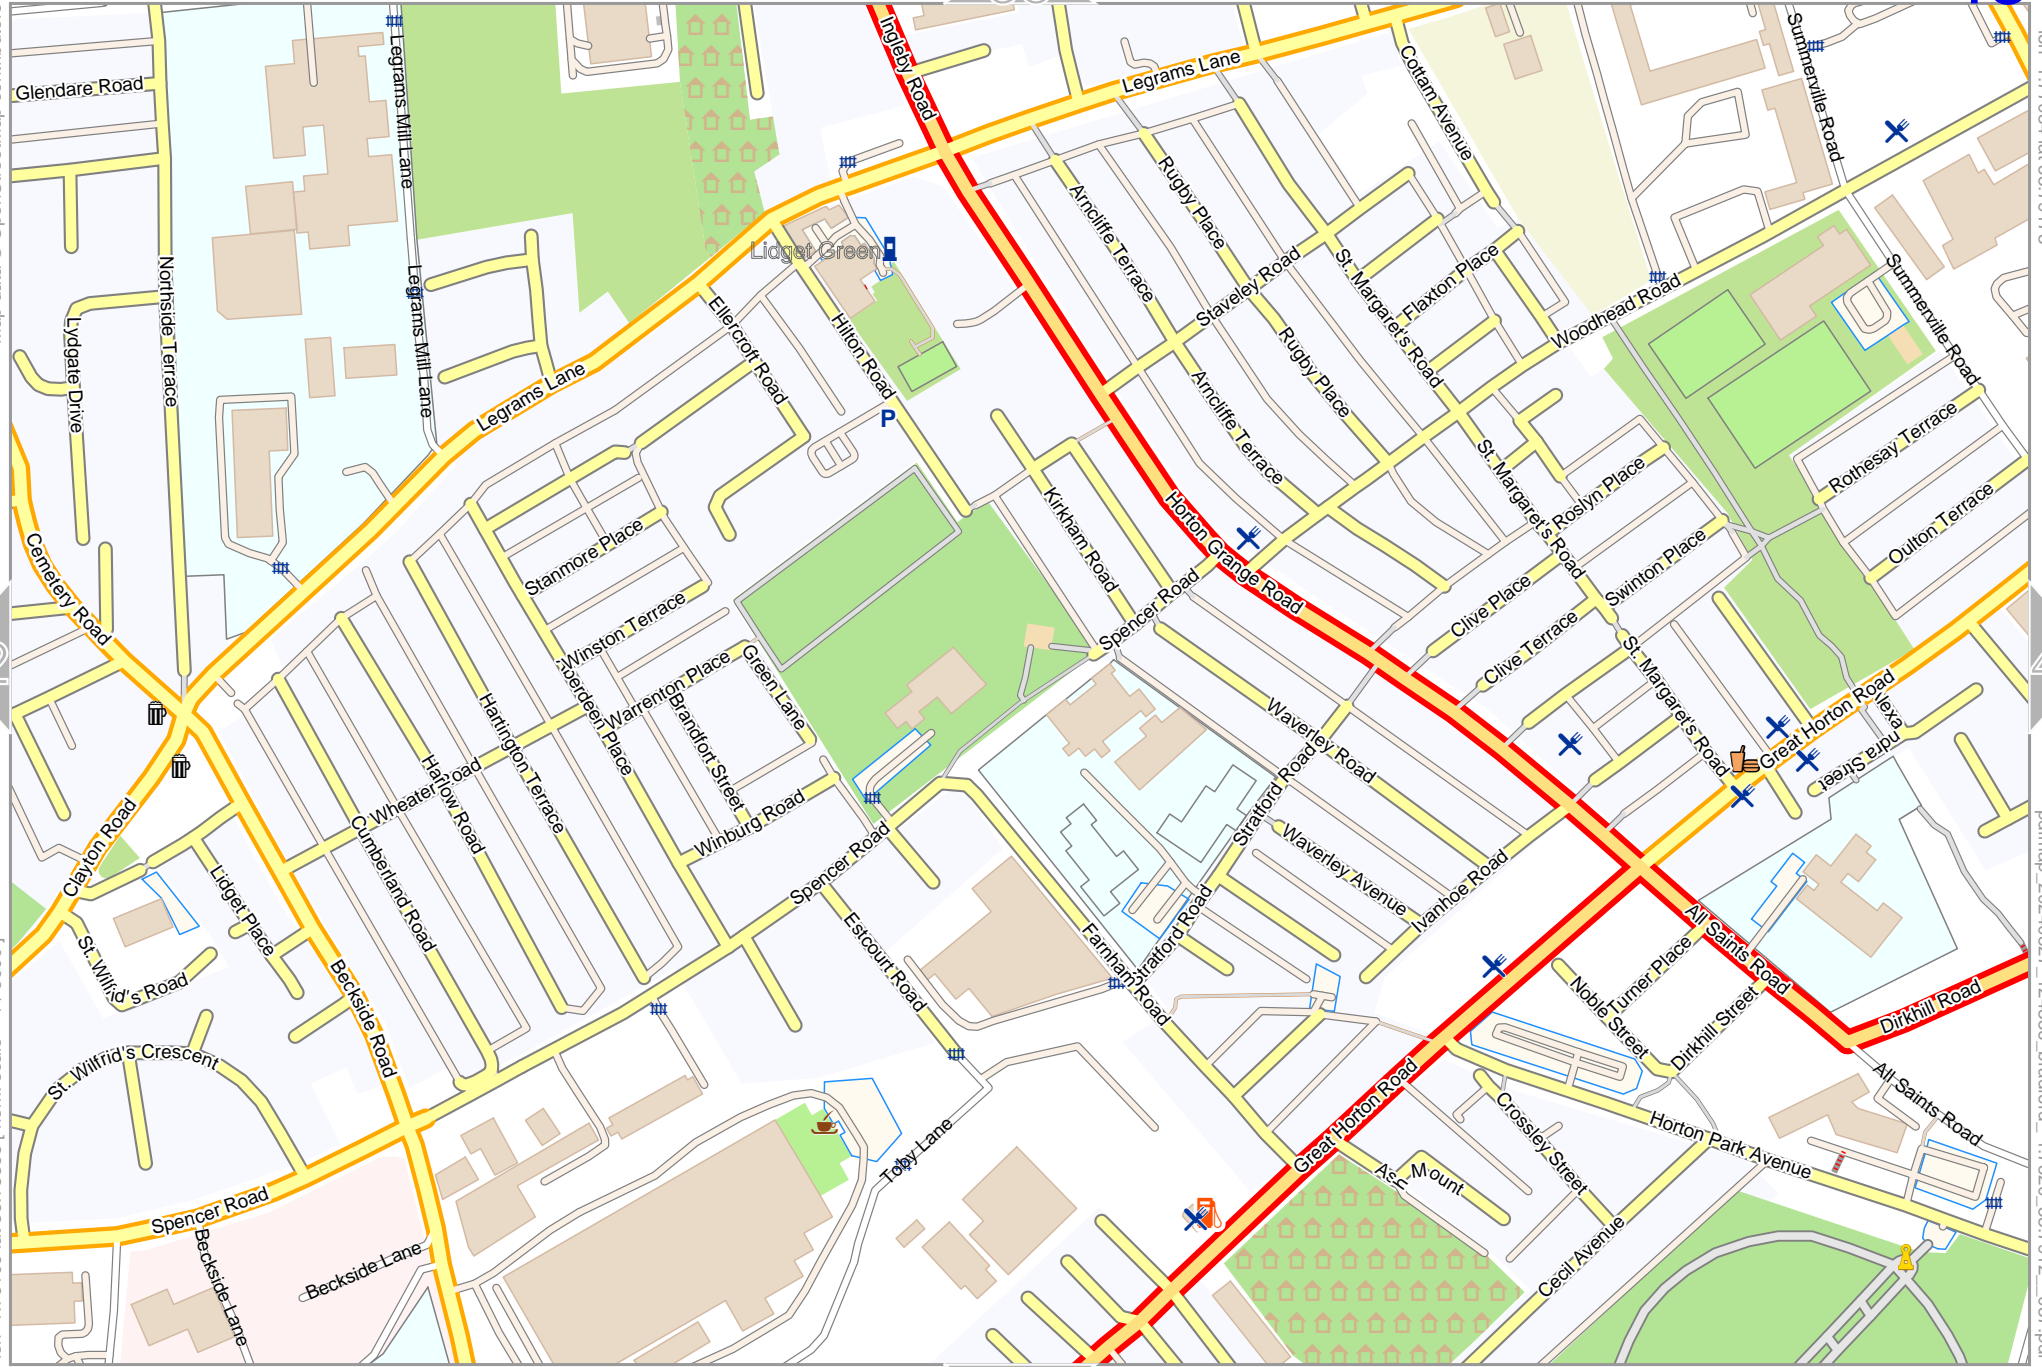 Ingleby Road
Legrams Lane
Cottam Avenue
Summerville Road
Glendare Road
Legrams Mill Lane
Northside Terrace
Legrams Mill Lane
Lydgate Drive
Legrams Lane
Lidget Green
Ellercroft Road
Hilton Road
P
Arncliffe Terrace
Rugby Place
Staveley Road
St. Margaret's Road
Flaxton Place
Woodhead Road
Summerville Road
Rugby Place
Arncliffe Terrace
Rothesay Terrace
Oulton Terrace
St. Margaret's Road
Roslyn Place
Swinton Place
Clive Place
Clive Terrace
St. Margaret's Road
Horton Grange Road
Kirkham Road
Spencer Road
Cemetery Road
Stanmore Place
Winston Terrace
Warrenton Place
Green Lane
Aberdeen Place
Brandfort Street
Hartington Terrace
Harlow Road
Wheater Road
Winburg Road
Cumberland Road
Spencer Road
Waverley Road
Stratford Road
Waverley Avenue
Ivanhoe Road
Great Horton Road
Alexandra Street
Clayton Road
Lidget Place
St. Wilfrid's Road
Beckside Road
Estcourt Road
Farnham Road
Stratford Road
All Saints Road
Turner Place
Noble Street
Dirkhill Street
Dirkhill Road
All Saints Road
St. Wilfrid's Crescent
Great Horton Road
Crossley Street
Horton Park Avenue
Ash Mount
Cecil Avenue
Toby Lane
Spencer Road
Beckside Lane
Beckside Lane